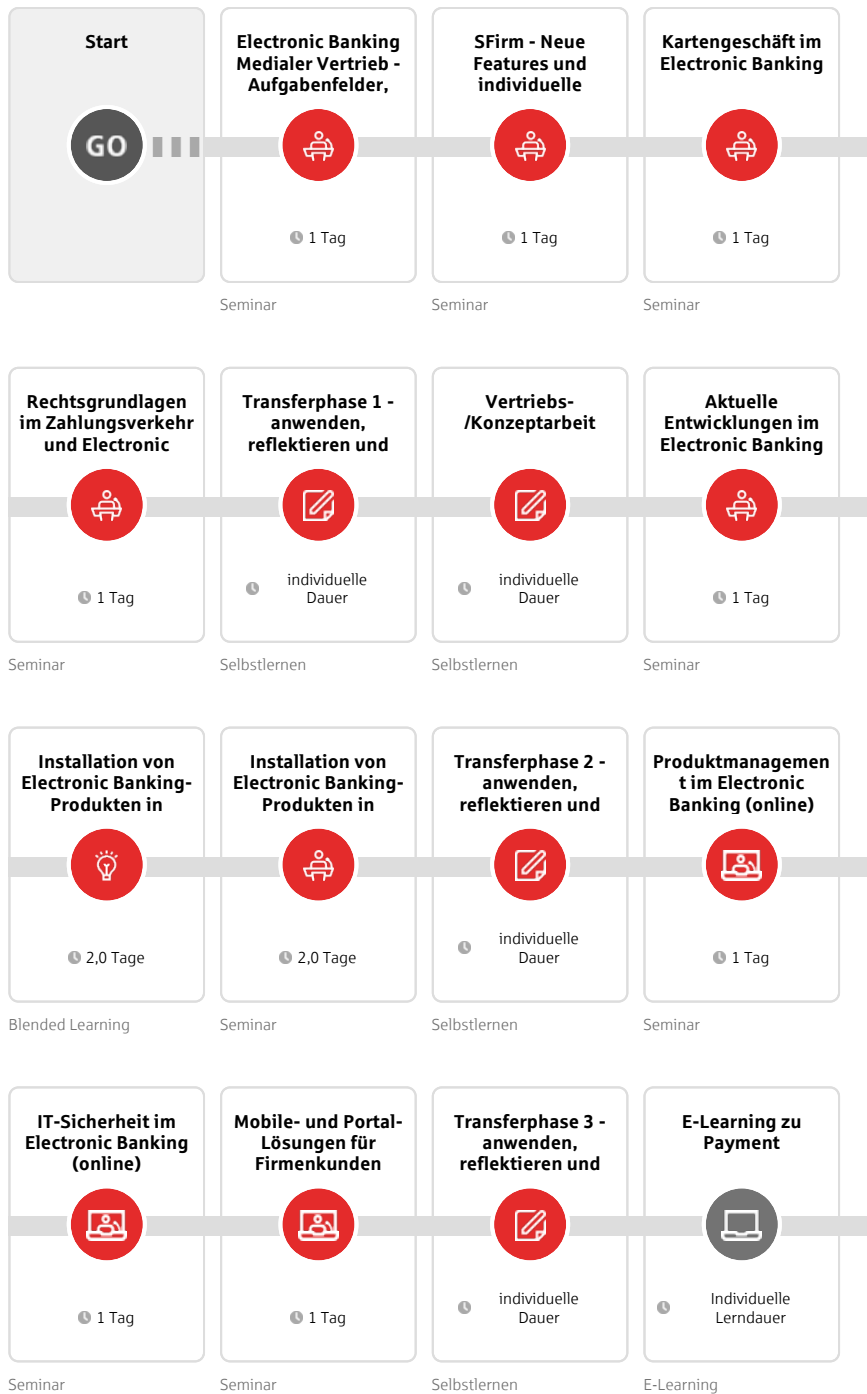 Start
GO
Electronic Banking
Medialer Vertrieb -
Aufgabenfelder,
1 Tag
Seminar
SFirm - Neue
Features und
individuelle
1 Tag
Seminar
Kartengeschäft im
Electronic Banking
1 Tag
Seminar
Rechtsgrundlagen
im Zahlungsverkehr
und Electronic
1 Tag
Seminar
Transferphase 1 -
anwenden,
reflektieren und
individuelle
Dauer
Selbstlernen
Vertriebs-
/Konzeptarbeit
individuelle
Dauer
Selbstlernen
Aktuelle
Entwicklungen im
Electronic Banking
1 Tag
Seminar
Installation von
Electronic Banking-
Produkten in
2,0 Tage
Blended Learning
Installation von
Electronic Banking-
Produkten in
2,0 Tage
Seminar
Transferphase 2 -
anwenden,
reflektieren und
individuelle
Dauer
Selbstlernen
Produktmanagemen
t im Electronic
Banking (online)
1 Tag
Seminar
IT-Sicherheit im
Electronic Banking
(online)
1 Tag
Seminar
Mobile- und Portal-
Lösungen für
Firmenkunden
1 Tag
Seminar
Transferphase 3 -
anwenden,
reflektieren und
individuelle
Dauer
Selbstlernen
E-Learning zu
Payment
Individuelle
Lerndauer
E-Learning